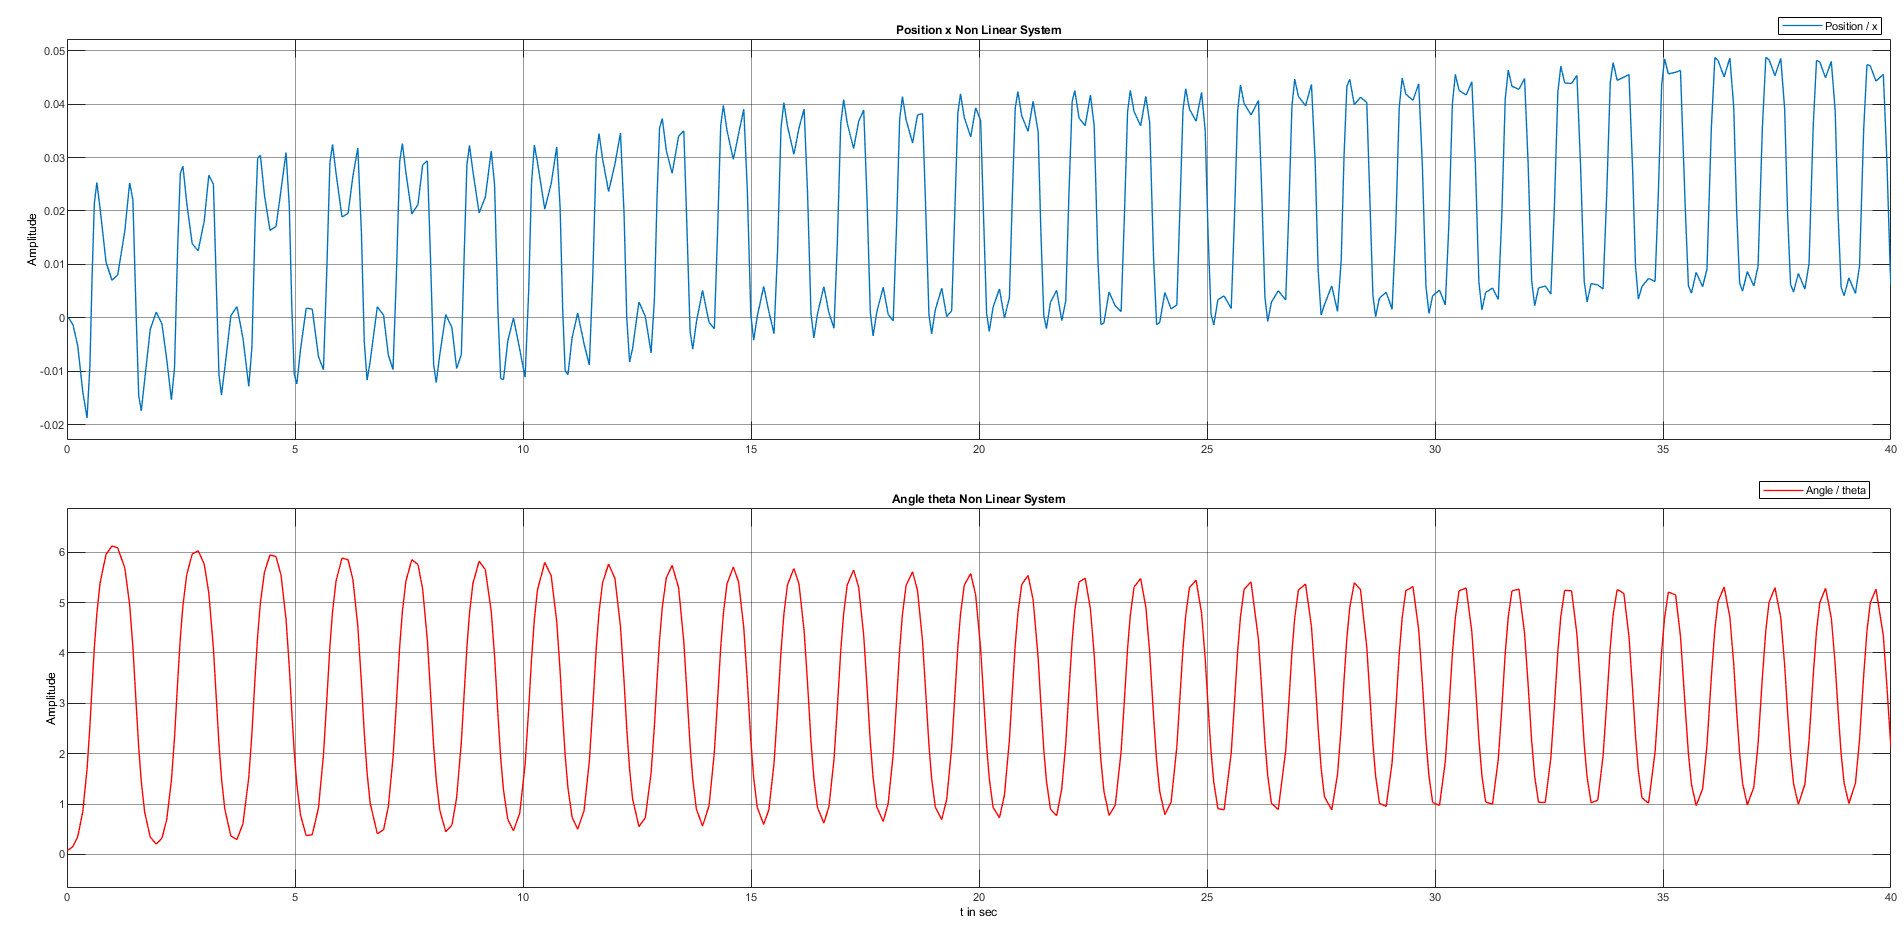 Position x Non Linear System
Position / x
Amplitude
0.05
0.04
0.03
0.02
0.01
0
-0.01
-0.02
0 5 10 15 20 25 30 35 40
Angle theta Non Linear System
Angle / theta
Amplitude
6
5
4
3
2
1
0
0 5 10 15 20 25 30 35 40
t in sec